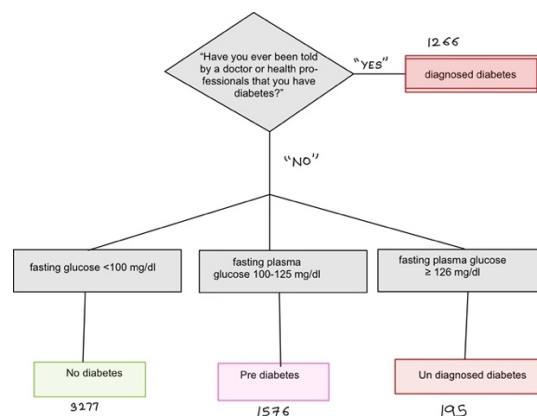 1266
"Have you ever been told
by a doctor or health pro-
fessionals that you have
diabetes?"
"YES"
diagnosed diabetes
"NO"
fasting glucose <100 mg/dl
fasting plasma
glucose 100-125 mg/dl
fasting plasma glucose
≥ 126 mg/dl
No diabetes
Pre diabetes
Un diagnosed diabetes
3277
1576
195